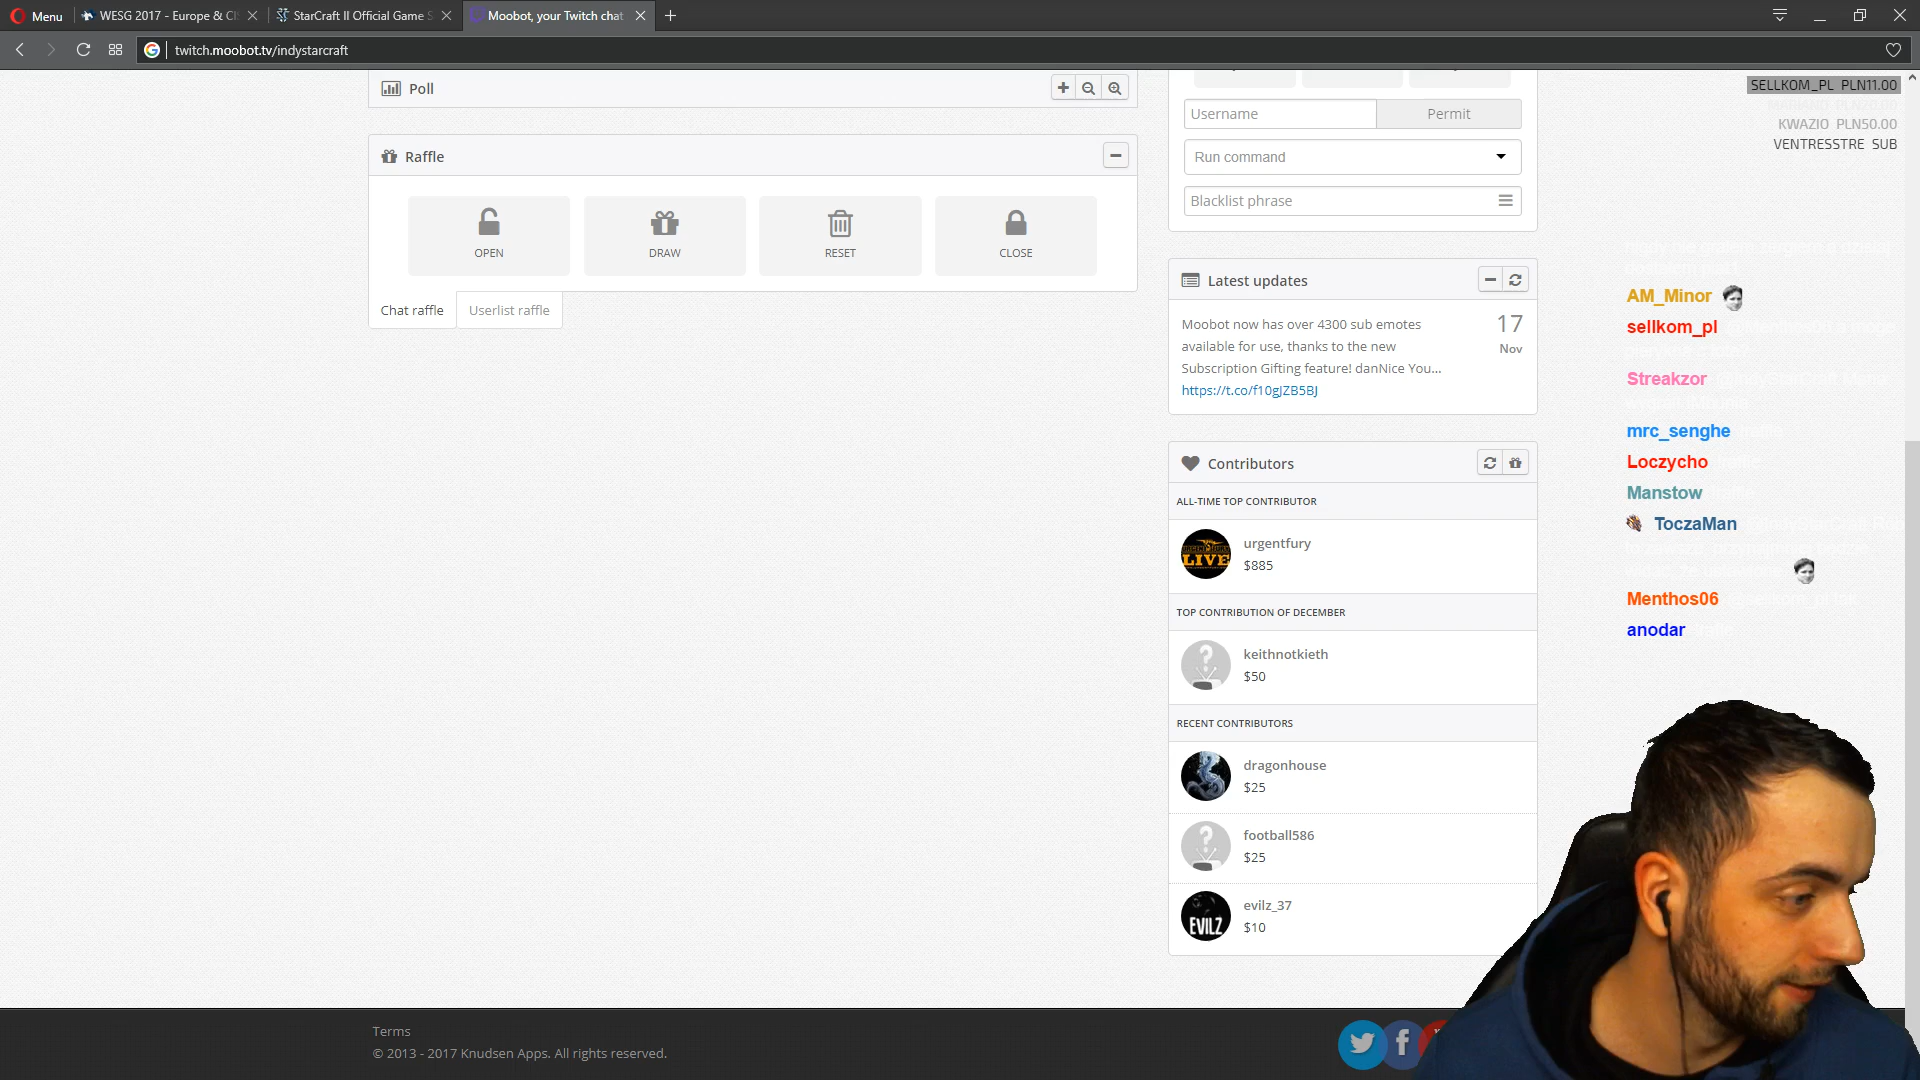 Menu
WESG 2017 - Europe & CI
StarCraft II Official Game S
Moobot, your Twitch chat
twitch.moobot.tv/indystarcraft
Poll
Raffle
OPEN
DRAW
RESET
CLOSE
Chat raffle
Userlist raffle
Username
Permit
Run command
Blacklist phrase
Latest updates
Moobot now has over 4300 sub emotes
available for use, thanks to the new
Subscription Gifting feature! danNice You...
https://t.co/f10gJZB5BJ
17
Nov
Contributors
ALL-TIME TOP CONTRIBUTOR
LIVE
urgentfury
$885
TOP CONTRIBUTION OF DECEMBER
keithnotkieth
$50
RECENT CONTRIBUTORS
dragonhouse
$25
football586
$25
EVILZ
evilz_37
$10
SELLKOM_PL PLN11.00
KWAZIO PLN50.00
VENTRESSTRE SUB
AM_Minor
sellkom_pl
Streakzor
mrc_senghe
Loczycho
Manstow
ToczaMan
Menthos06
anodar
Terms
© 2013 - 2017 Knudsen Apps. All rights reserved.